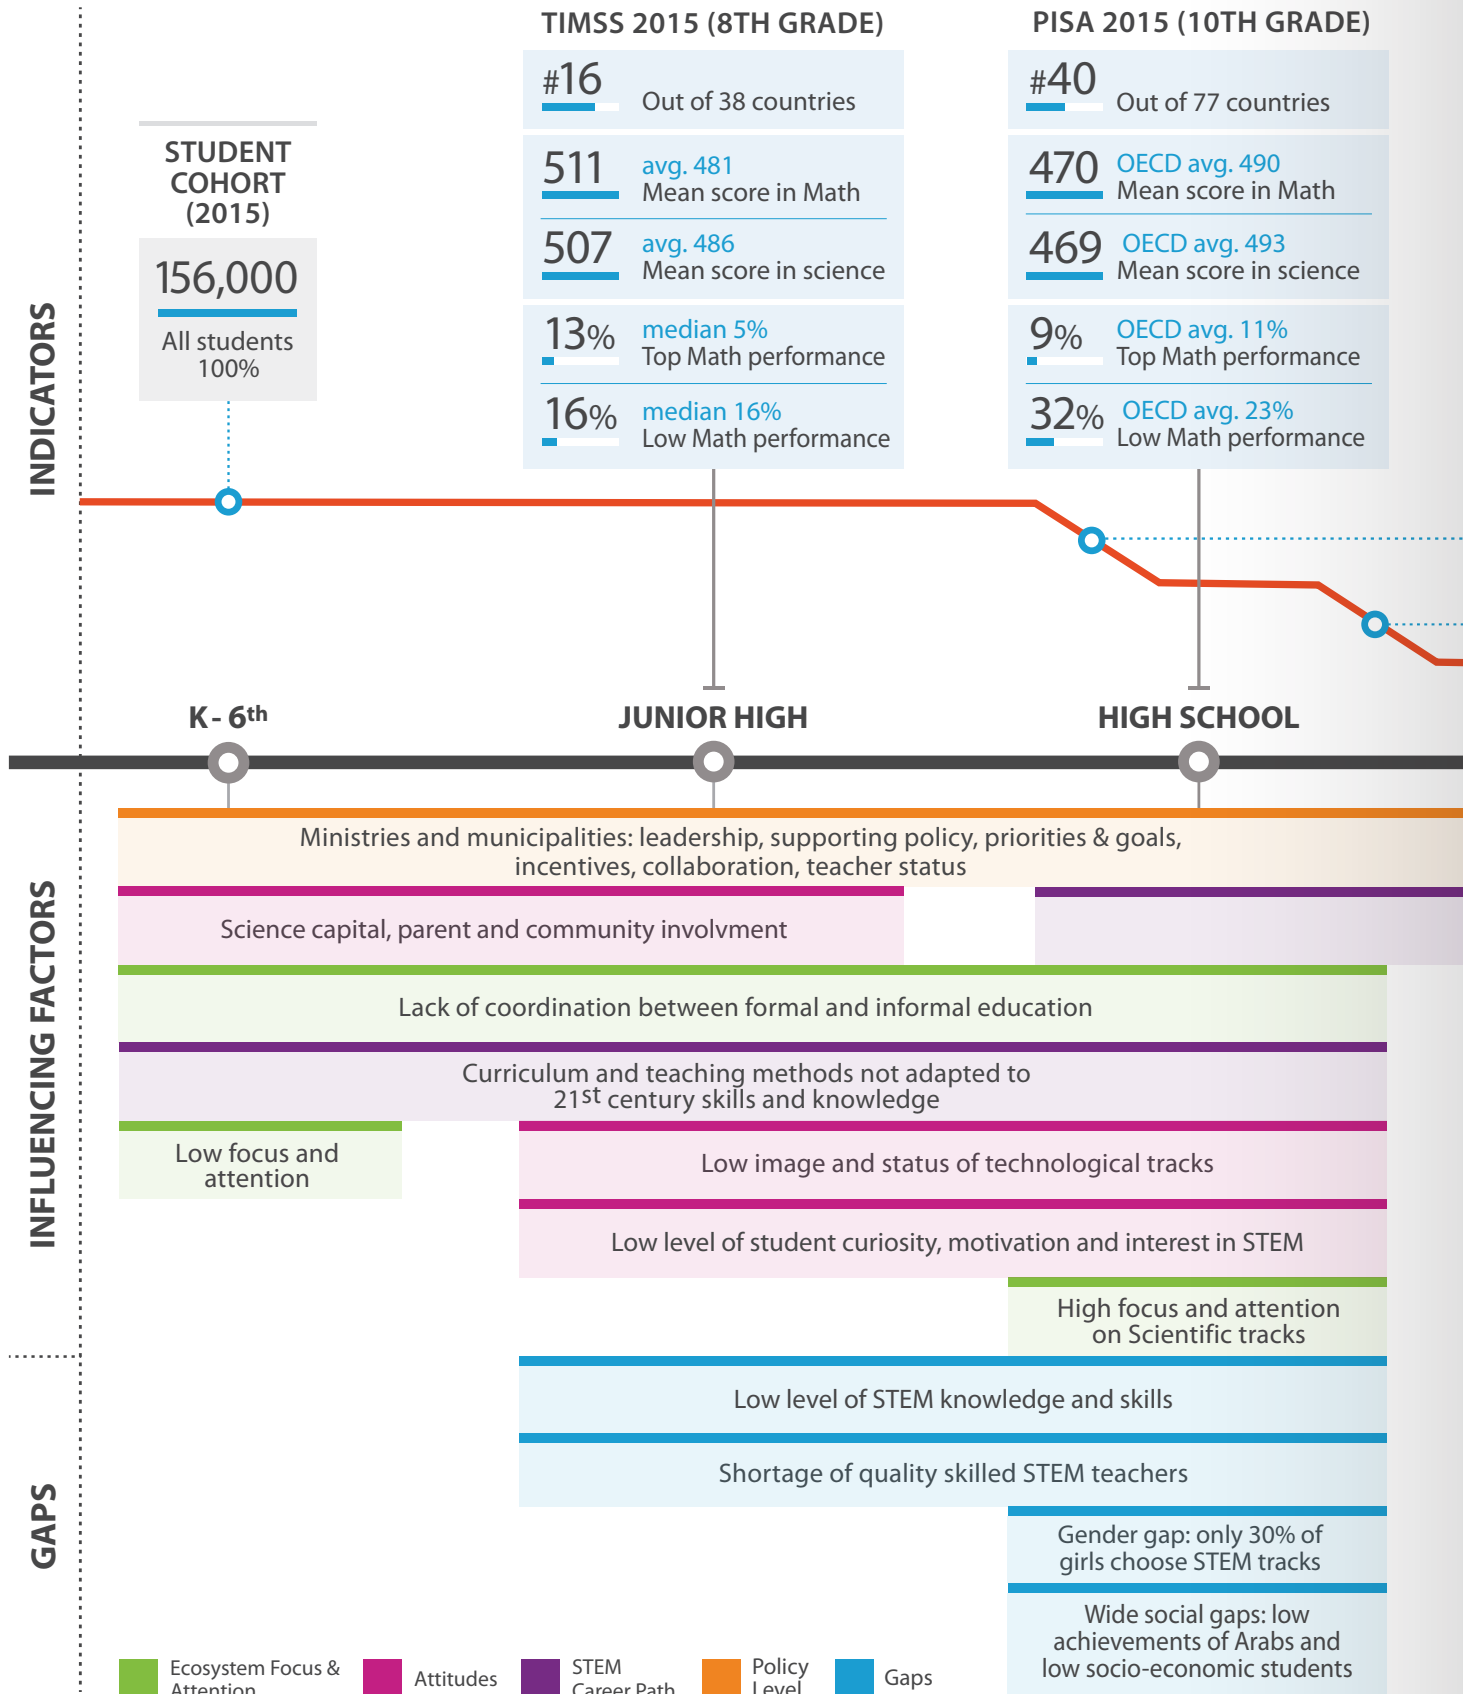 TIMSS 2015 (8TH GRADE)
#16
Out of 38 countries
511
avg. 481
Mean score in Math
507
avg. 486
Mean score in science
13%
median 5%
Top Math performance
16%
median 16%
Low Math performance
PISA 2015 (10TH GRADE)
#40
Out of 77 countries
470
OECD avg. 490
Mean score in Math
469
OECD avg. 493
Mean score in science
9%
OECD avg. 11%
Top Math performance
32%
OECD avg. 23%
Low Math performance
STUDENT
COHORT
(2015)
156,000
All students
100%
INDICATORS
K - 6th
JUNIOR HIGH
HIGH SCHOOL
INFLUENCING FACTORS
Ministries and municipalities: leadership, supporting policy, priorities & goals,
incentives, collaboration, teacher status
Science capital, parent and community involvment
Lack of coordination between formal and informal education
Curriculum and teaching methods not adapted to
21st century skills and knowledge
Low focus and
attention
Low image and status of technological tracks
Low level of student curiosity, motivation and interest in STEM
High focus and attention
on Scientific tracks
GAPS
Low level of STEM knowledge and skills
Shortage of quality skilled STEM teachers
Gender gap: only 30% of
girls choose STEM tracks
Wide social gaps: low
achievements of Arabs and
low socio-economic students
Ecosystem Focus &
Attention
Attitudes
STEM
Career Path
Policy
Level
Gaps